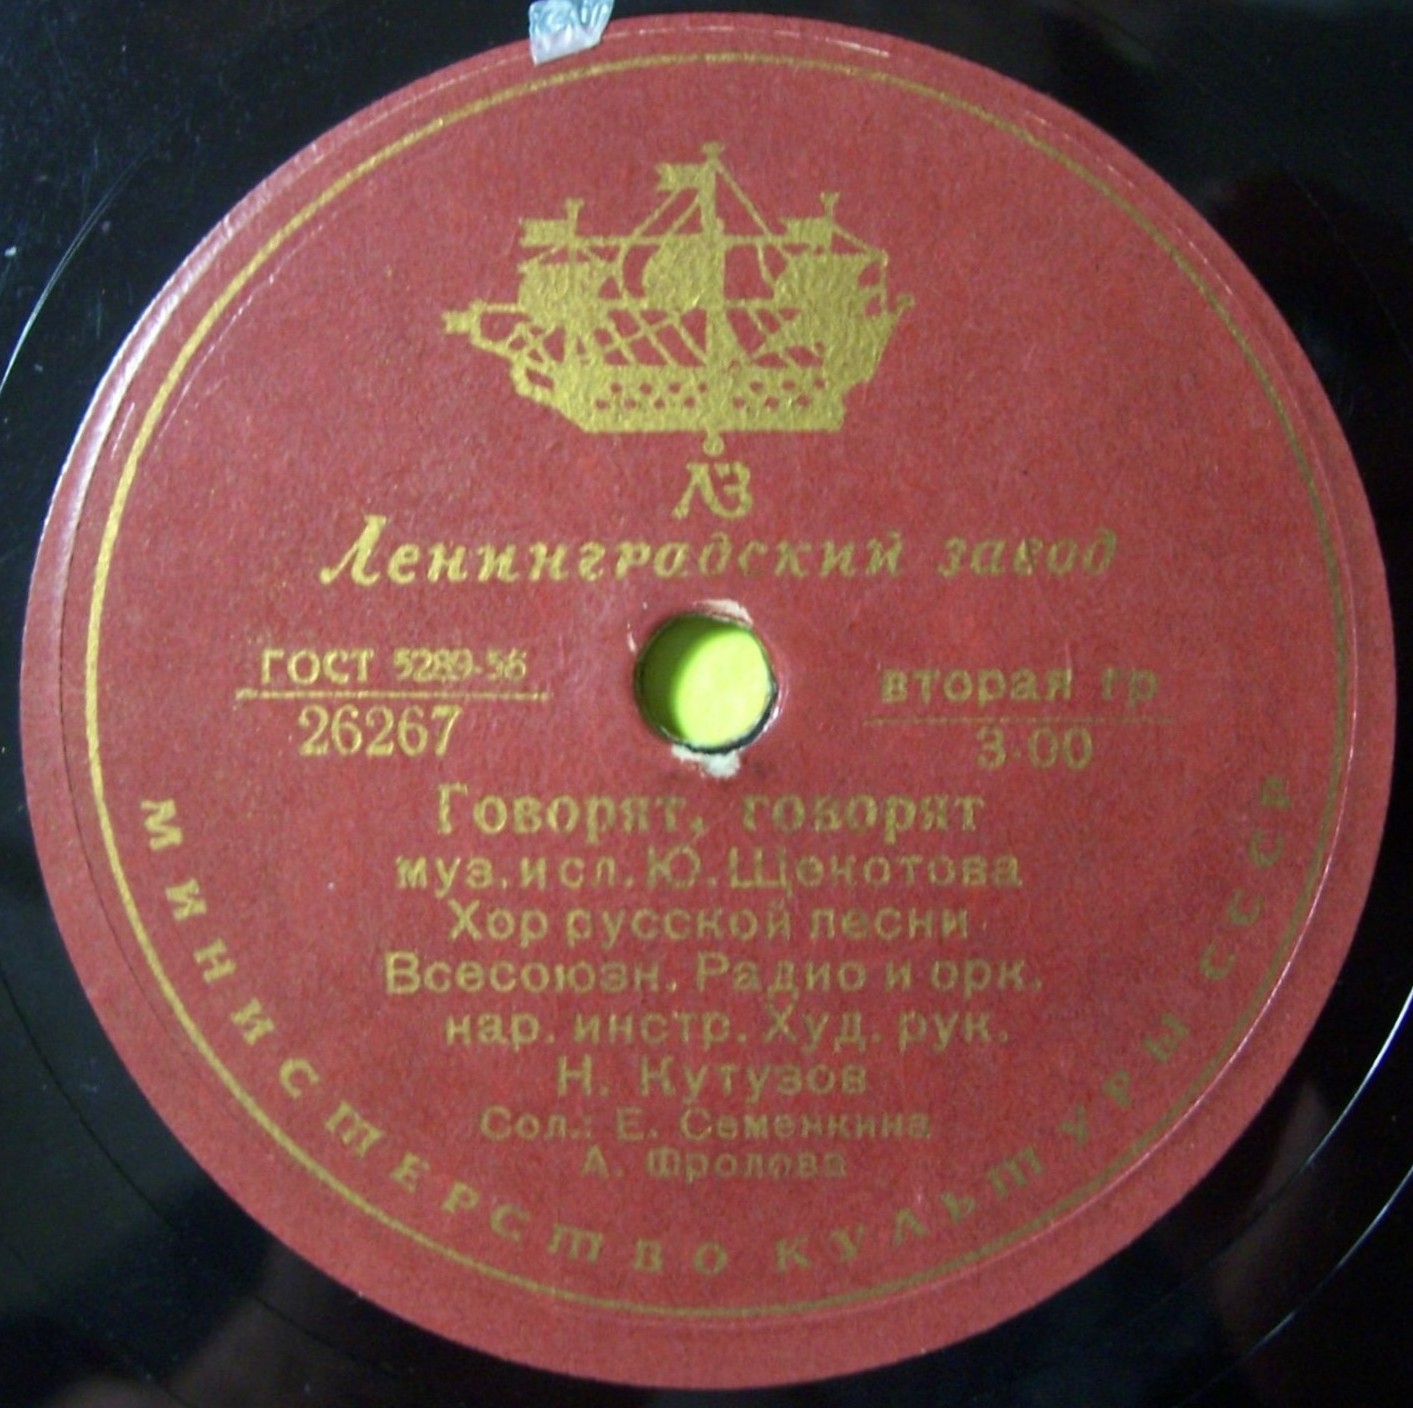 ЛЗ
Ленинградский завод
ГОСТ 5289-56
26267
вторая гр
3-00
Говорят, говорят
муз. и сл. Ю. Щекотова
Хор русской песни
Всесоюзн. Радио и орк.
нар. инстр. Худ. рук.
Н. Кутузов
Сол.: Е. Семенкина
А. Фролова
МИНИСТЕРСТВО КУЛЬТУРЫ СССР